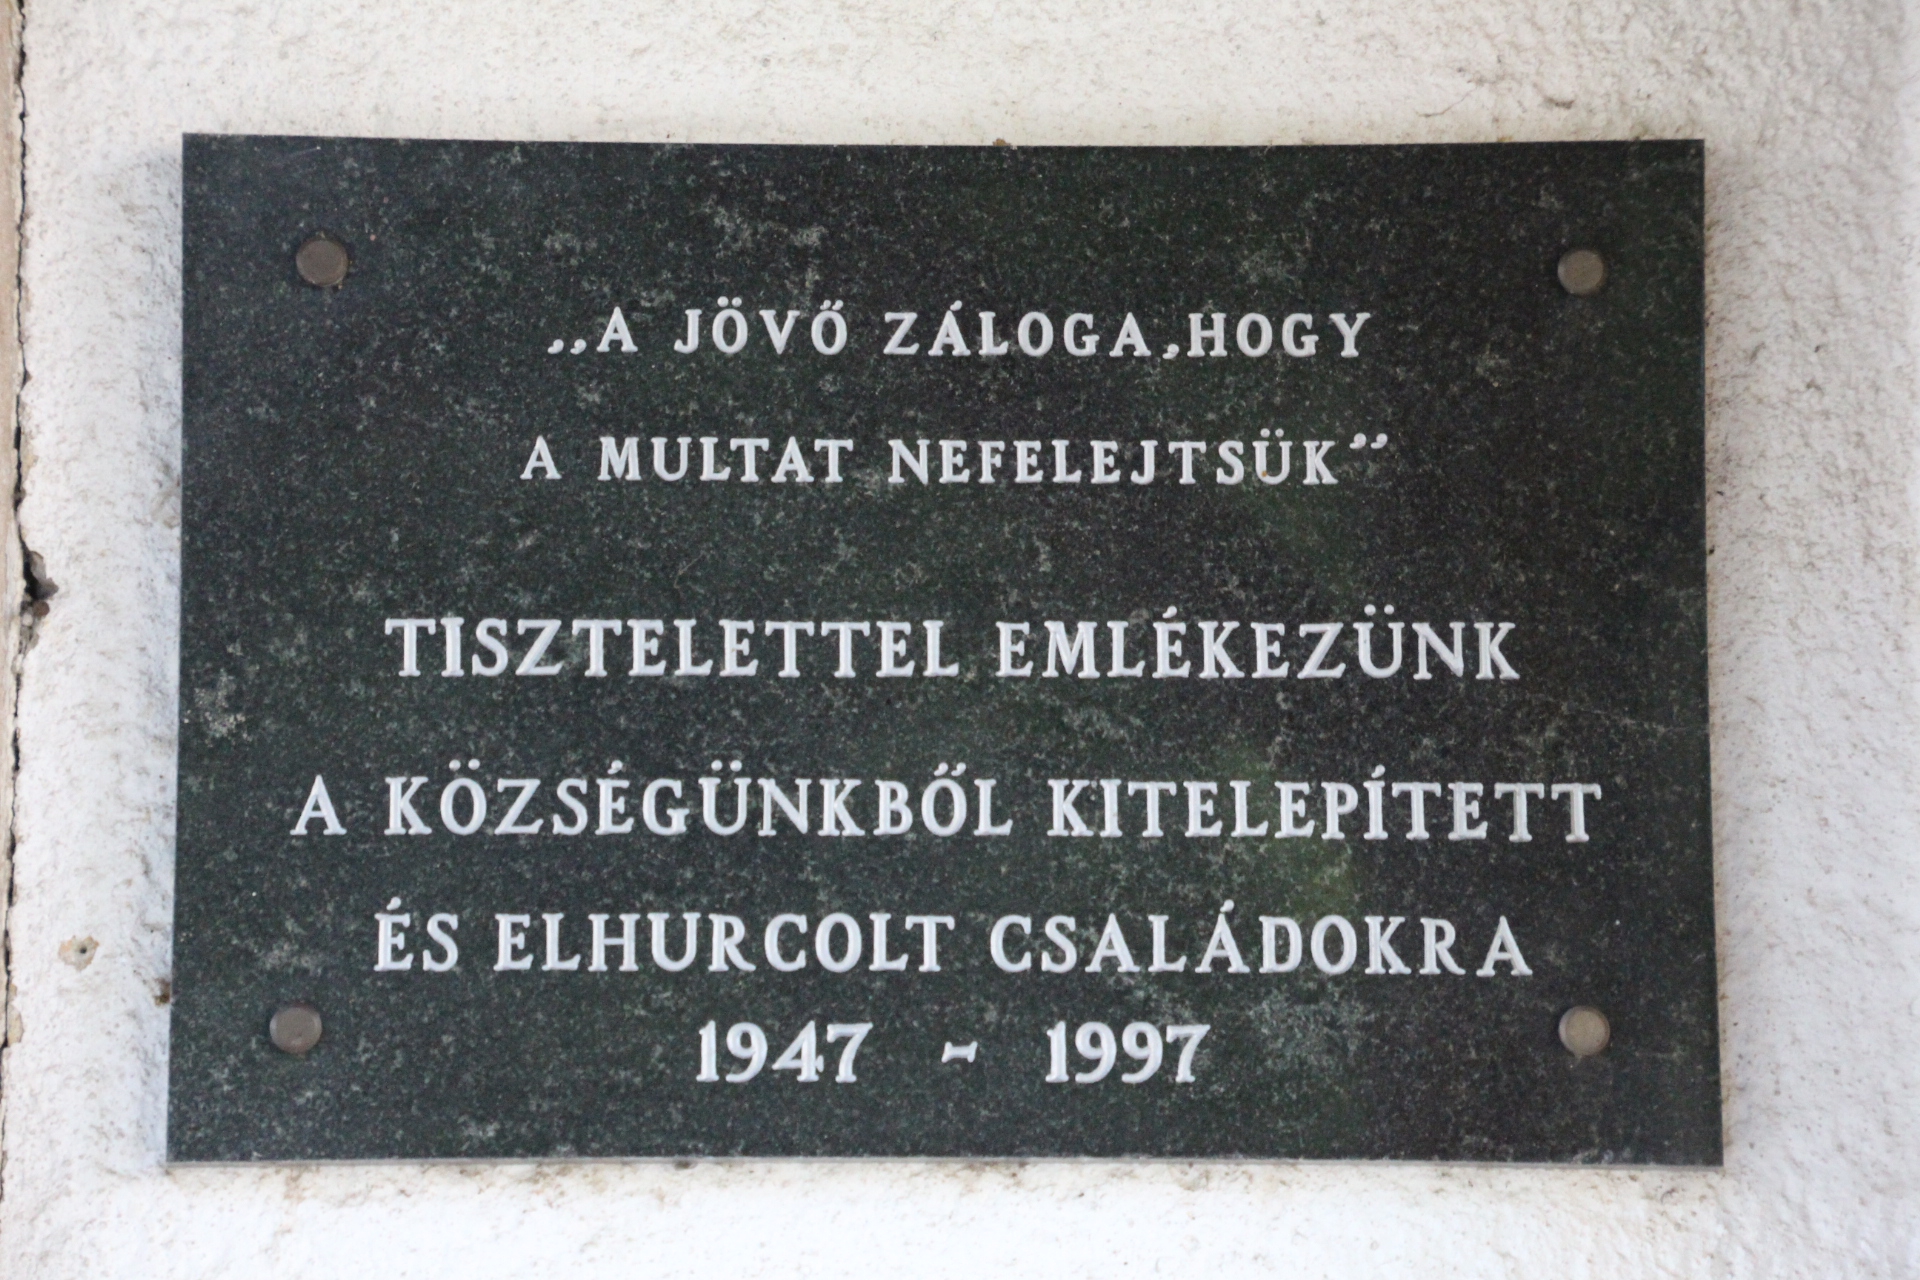 „A JÖVŐ ZÁLOGA,HOGY
A MULTAT NEFELEJTSÜK”
TISZTELETTEL EMLÉKEZÜNK
A KÖZSÉGÜNKBŐL KITELEPÍTETT
ÉS ELHURCOLT CSALÁDOKRA
1947 - 1997